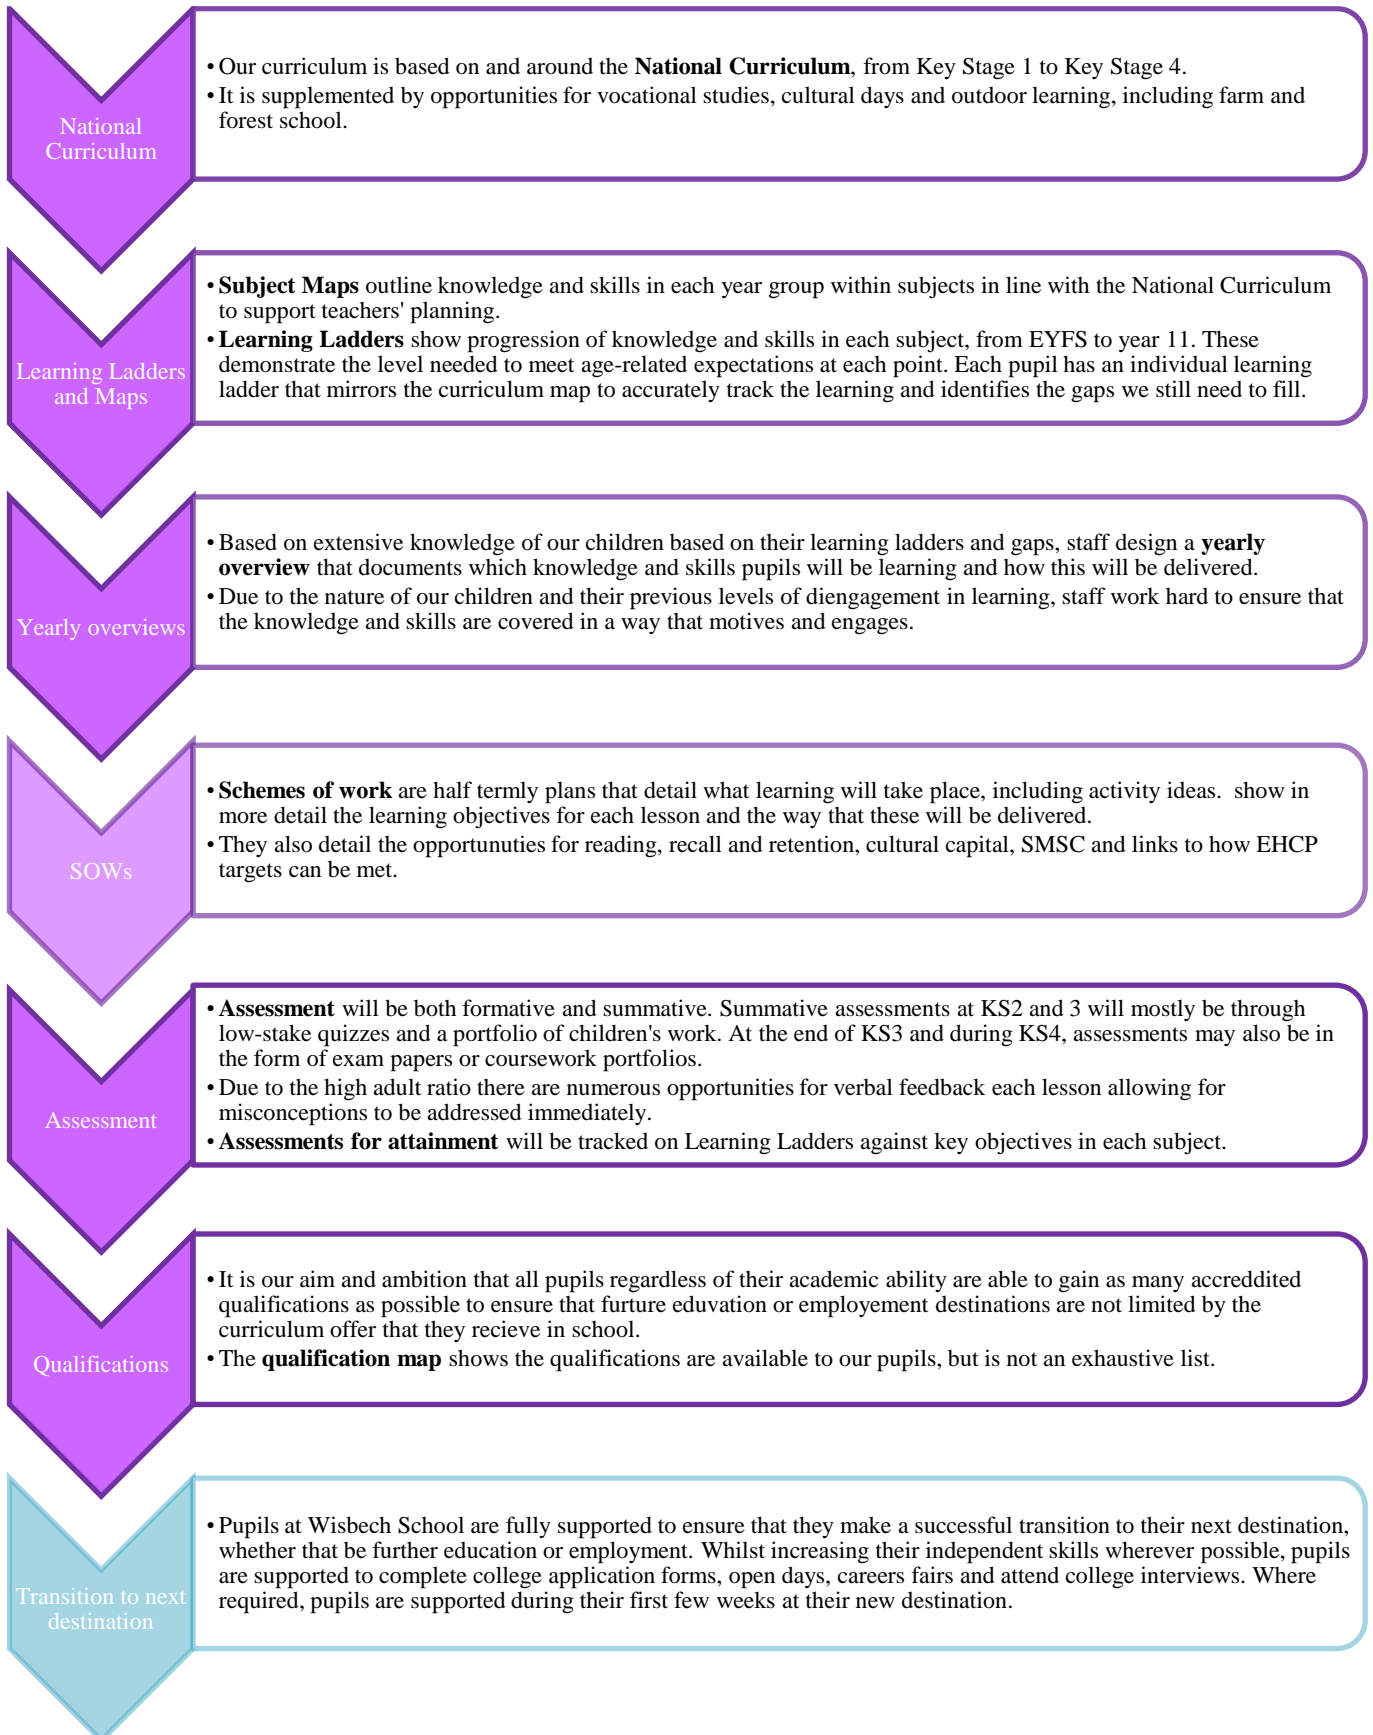 National
Curriculum
• Our curriculum is based on and around the National Curriculum, from Key Stage 1 to Key Stage 4.
• It is supplemented by opportunities for vocational studies, cultural days and outdoor learning, including farm and
forest school.
Learning Ladders
and Maps
• Subject Maps outline knowledge and skills in each year group within subjects in line with the National Curriculum
to support teachers' planning.
• Learning Ladders show progression of knowledge and skills in each subject, from EYFS to year 11. These
demonstrate the level needed to meet age-related expectations at each point. Each pupil has an individual learning
ladder that mirrors the curriculum map to accurately track the learning and identifies the gaps we still need to fill.
Yearly overviews
• Based on extensive knowledge of our children based on their learning ladders and gaps, staff design a yearly
overview that documents which knowledge and skills pupils will be learning and how this will be delivered.
• Due to the nature of our children and their previous levels of diengagement in learning, staff work hard to ensure that
the knowledge and skills are covered in a way that motives and engages.
SOWs
• Schemes of work are half termly plans that detail what learning will take place, including activity ideas.  show in
more detail the learning objectives for each lesson and the way that these will be delivered.
• They also detail the opportunuties for reading, recall and retention, cultural capital, SMSC and links to how EHCP
targets can be met.
Assessment
• Assessment will be both formative and summative. Summative assessments at KS2 and 3 will mostly be through
low-stake quizzes and a portfolio of children's work. At the end of KS3 and during KS4, assessments may also be in
the form of exam papers or coursework portfolios.
• Due to the high adult ratio there are numerous opportunities for verbal feedback each lesson allowing for
misconceptions to be addressed immediately.
• Assessments for attainment will be tracked on Learning Ladders against key objectives in each subject.
Qualifications
• It is our aim and ambition that all pupils regardless of their academic ability are able to gain as many accreddited
qualifications as possible to ensure that furture eduvation or employement destinations are not limited by the
curriculum offer that they recieve in school.
• The qualification map shows the qualifications are available to our pupils, but is not an exhaustive list.
Transition to next
destination
• Pupils at Wisbech School are fully supported to ensure that they make a successful transition to their next destination,
whether that be further education or employment. Whilst increasing their independent skills wherever possible, pupils
are supported to complete college application forms, open days, careers fairs and attend college interviews. Where
required, pupils are supported during their first few weeks at their new destination.